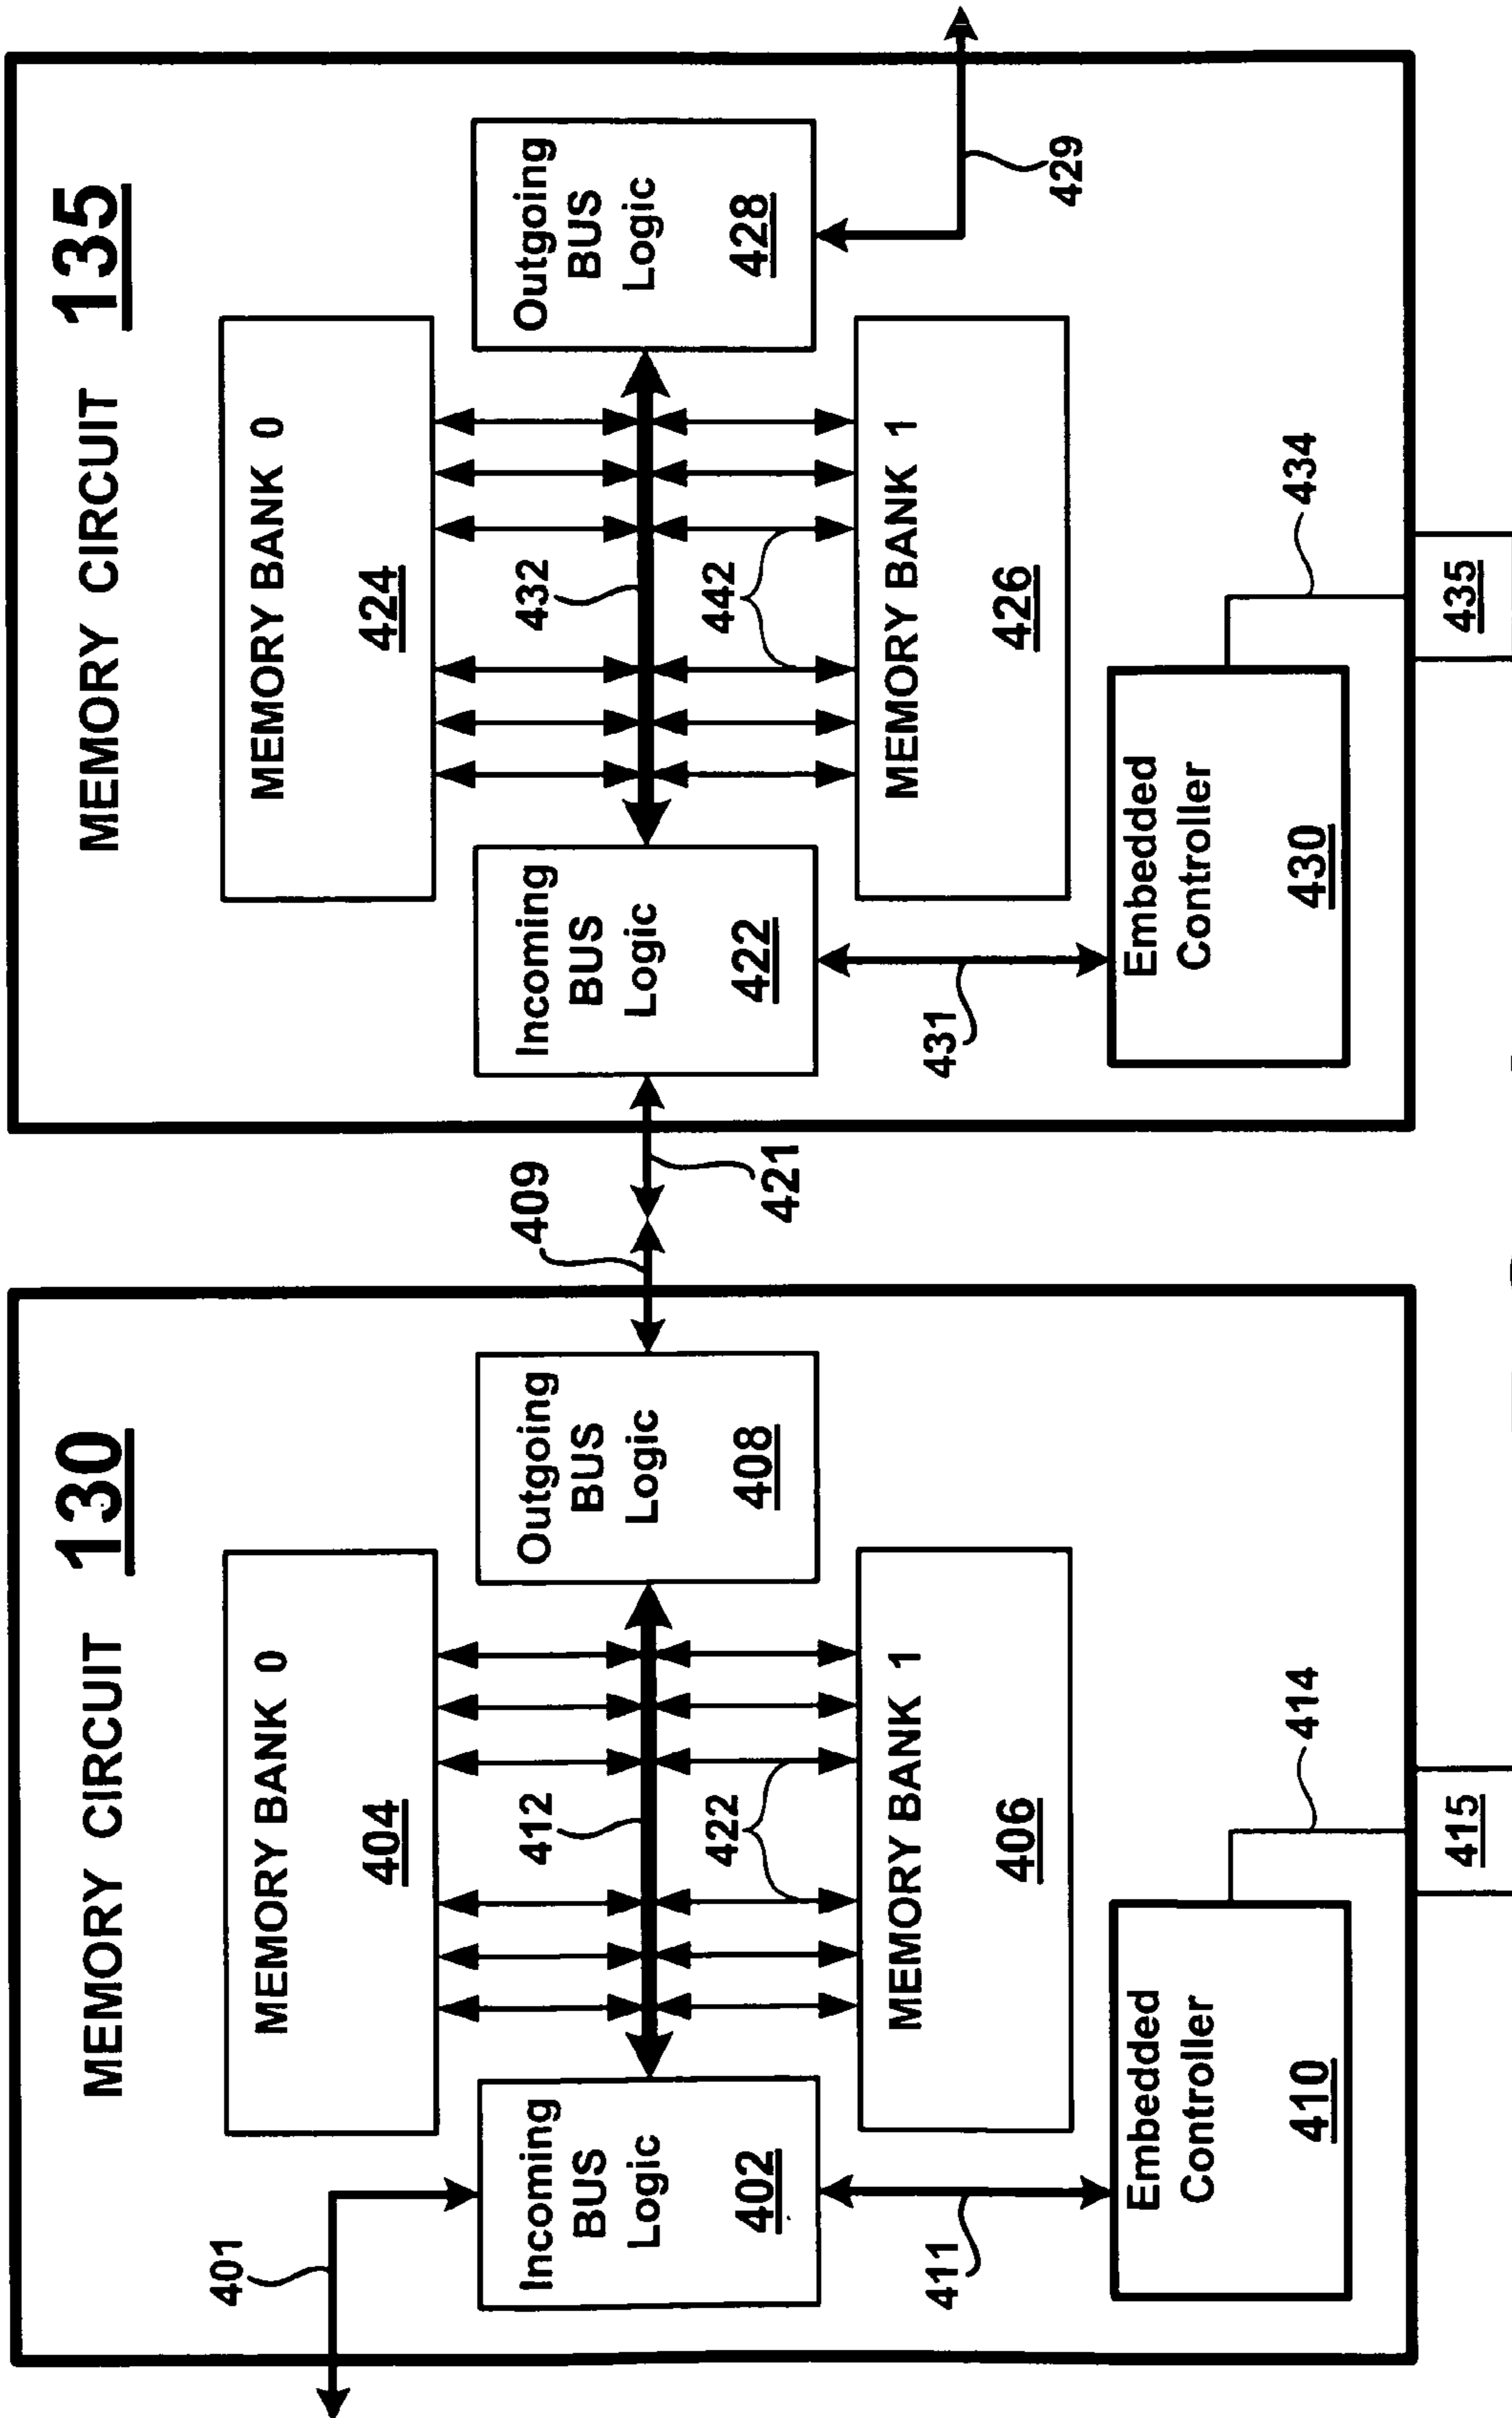 MEMORY CIRCUIT 130
MEMORY BANK 0
404
401
Incoming
BUS
Logic
402
412
422
Outgoing
BUS
Logic
408
409
MEMORY BANK 1
406
411
Embedded
Controller
410
414
415
MEMORY CIRCUIT 135
MEMORY BANK 0
424
421
Incoming
BUS
Logic
422
432
442
Outgoing
BUS
Logic
428
429
MEMORY BANK 1
426
431
Embedded
Controller
430
434
435